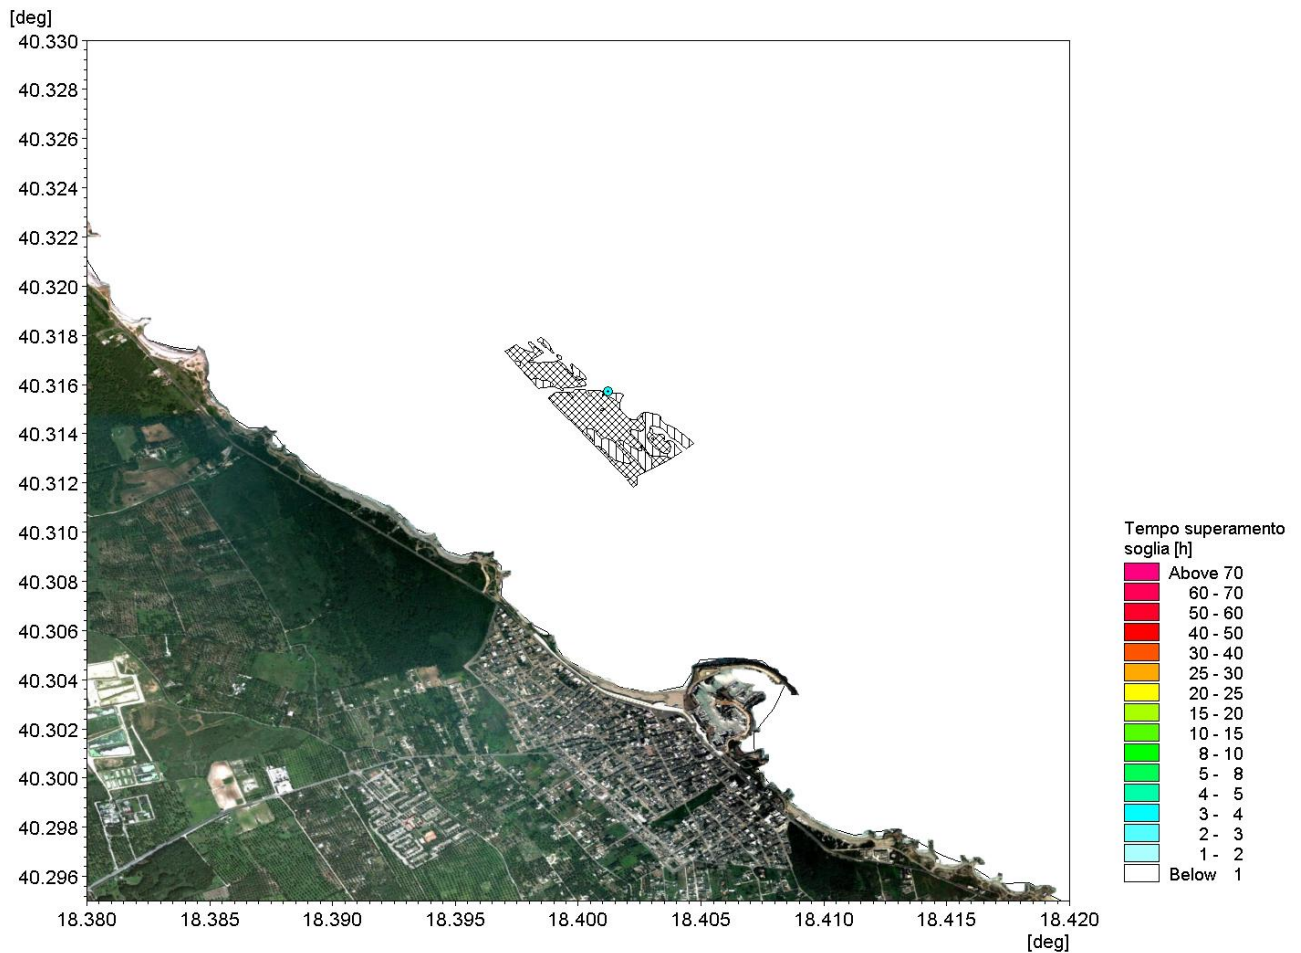 [deg]
40.330
40.328
40.326
40.324
40.322
40.320
40.318
40.316
40.314
40.312
40.310
40.308
40.306
40.304
40.302
40.300
40.298
40.296
18.380 18.385 18.390 18.395 18.400 18.405 18.410 18.415 18.420
[deg]
Tempo superamento
soglia [h]
Above 70
60 - 70
50 - 60
40 - 50
30 - 40
25 - 30
20 - 25
15 - 20
10 - 15
8 - 10
5 - 8
4 - 5
3 - 4
2 - 3
1 - 2
Below 1